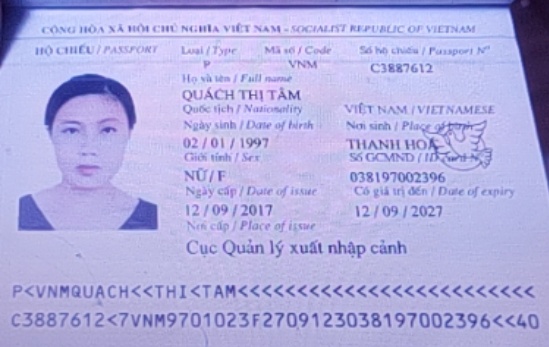 CỘNG HÒA XÃ HỘI CHỦ NGHĨA VIỆT NAM - SOCIALIST REPUBLIC OF VIETNAM
HỘ CHIẾU / PASSPORT Loại / Type Mã số / Code Số hộ chiếu / Passport Nº
P VNM C3887612
Họ và tên / Full name
QUÁCH THỊ TÂM
Quốc tịch / Nationality VIỆT NAM / VIETNAMESE
Ngày sinh / Date of birth Nơi sinh / Place of birth
02 / 01 / 1997 THANH HOÁ
Giới tính / Sex Số GCMND / ID card Nº
NỮ / F 038197002396
Ngày cấp / Date of issue Có giá trị đến / Date of expiry
12 / 09 / 2017 12 / 09 / 2027
Nơi cấp / Place of issue
Cục Quản lý xuất nhập cảnh
P<VNMQUACH<<THI<TAM<<<<<<<<<<<<<<<<<<<<<<<<<
C3887612<7VNM9701023F2709123038197002396<<40